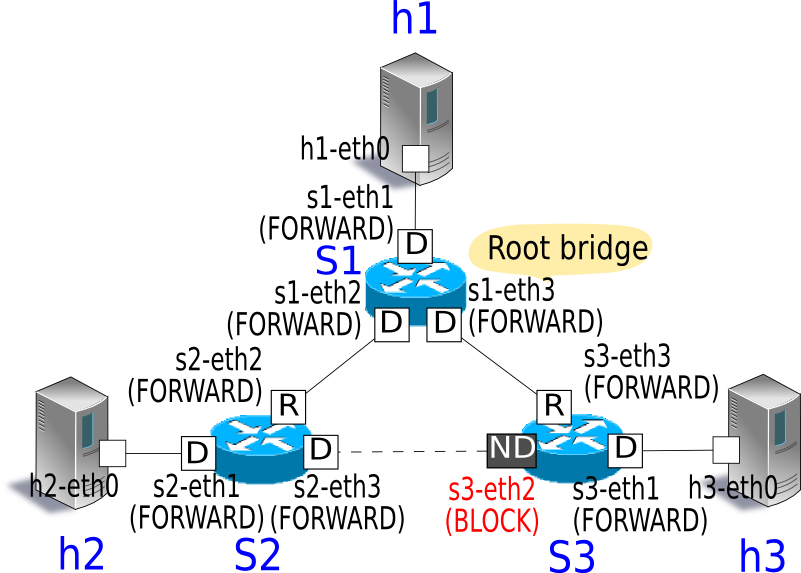 h1
h1-eth0
s1-eth1
(FORWARD)
D
S1
Root bridge
s1-eth2
(FORWARD)
s1-eth3
(FORWARD)
D
D
s2-eth2
(FORWARD)
s3-eth3
(FORWARD)
R
R
D
D
ND
D
h2-eth0
s2-eth1
(FORWARD)
s2-eth3
(FORWARD)
s3-eth2
(BLOCK)
s3-eth1
(FORWARD)
h3-eth0
h2
S2
S3
h3